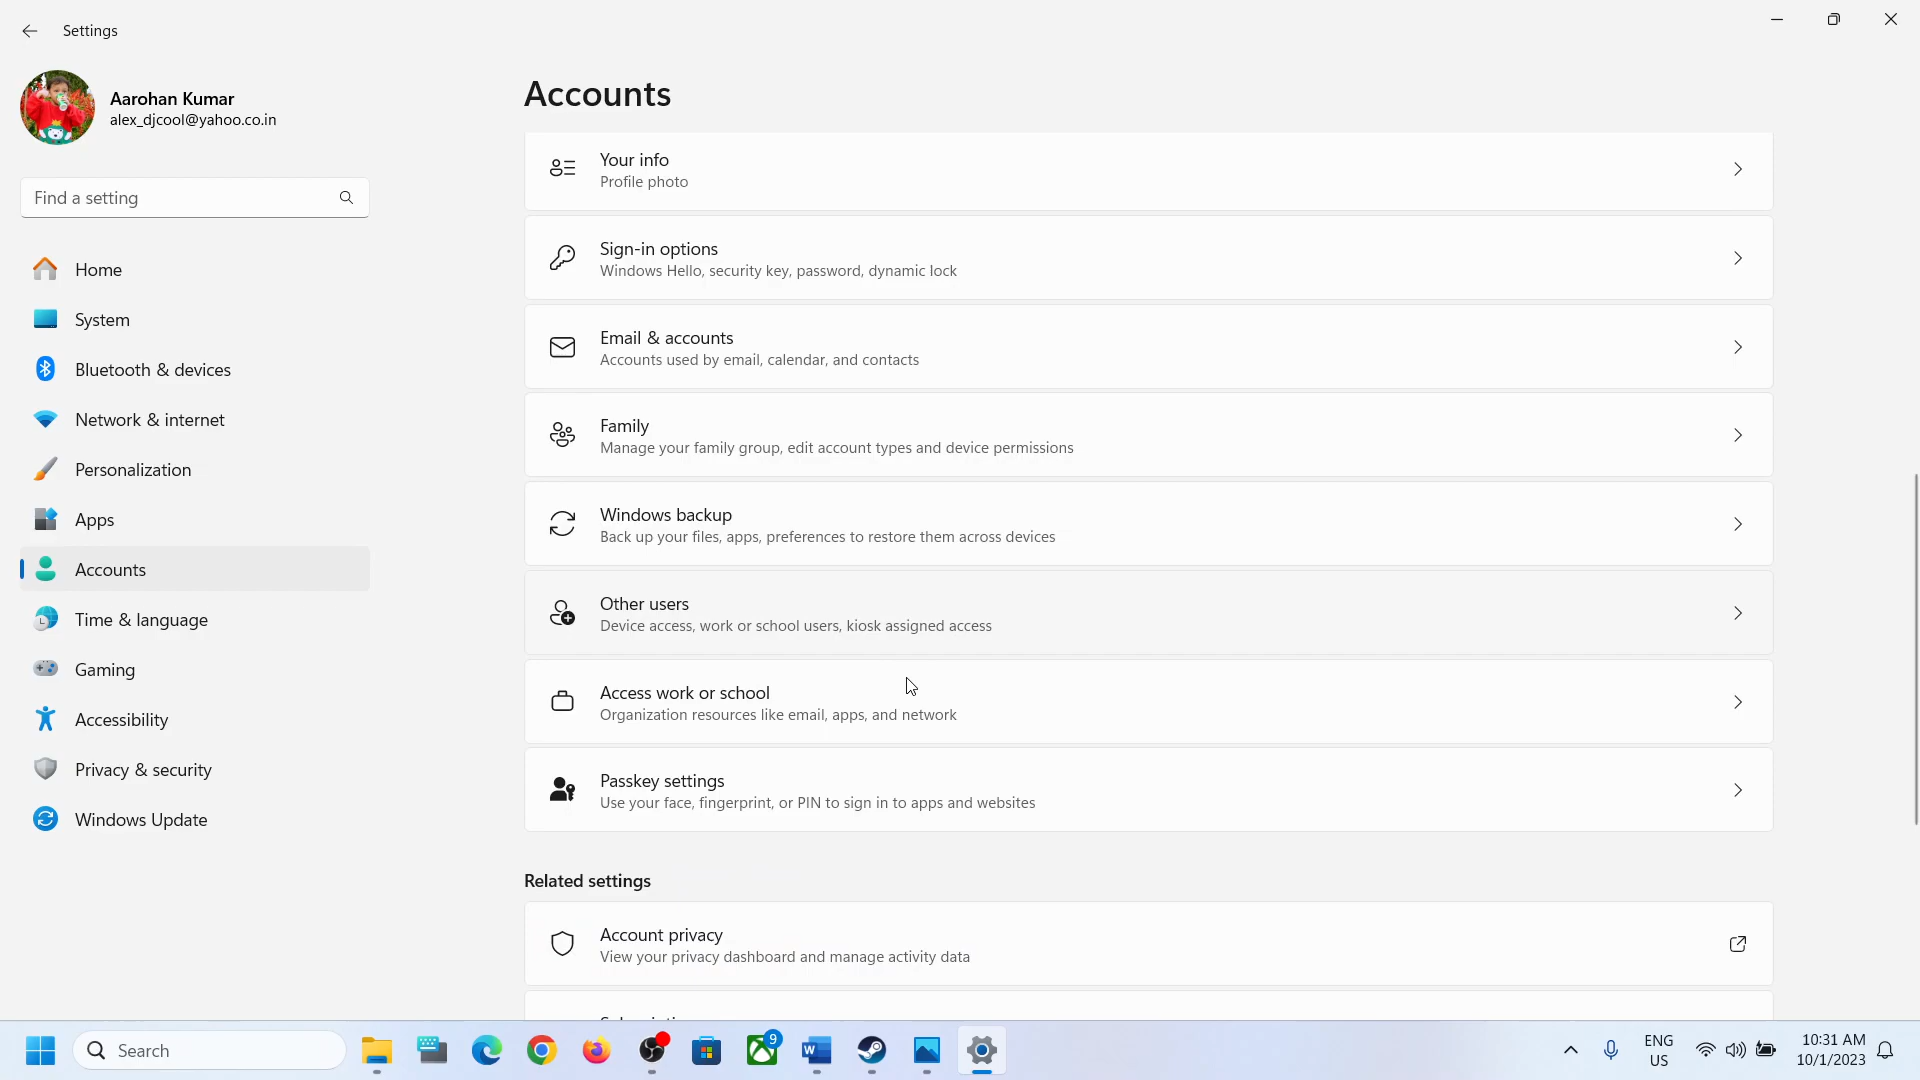 Settings
Aarohan Kumar
alex_djcool@yahoo.co.in
Find a setting
Home
System
Bluetooth & devices
Network & internet
Personalization
Apps
Accounts
Time & language
Gaming
Accessibility
Privacy & security
Windows Update
Accounts
Your info
Profile photo
Sign-in options
Windows Hello, security key, password, dynamic lock
Email & accounts
Accounts used by email, calendar, and contacts
Family
Manage your family group, edit account types and device permissions
Windows backup
Back up your files, apps, preferences to restore them across devices
Other users
Device access, work or school users, kiosk assigned access
Access work or school
Organization resources like email, apps, and network
Passkey settings
Use your face, fingerprint, or PIN to sign in to apps and websites
Related settings
Account privacy
View your privacy dashboard and manage activity data
Search
9
ENG
US
10:31 AM
10/1/2023